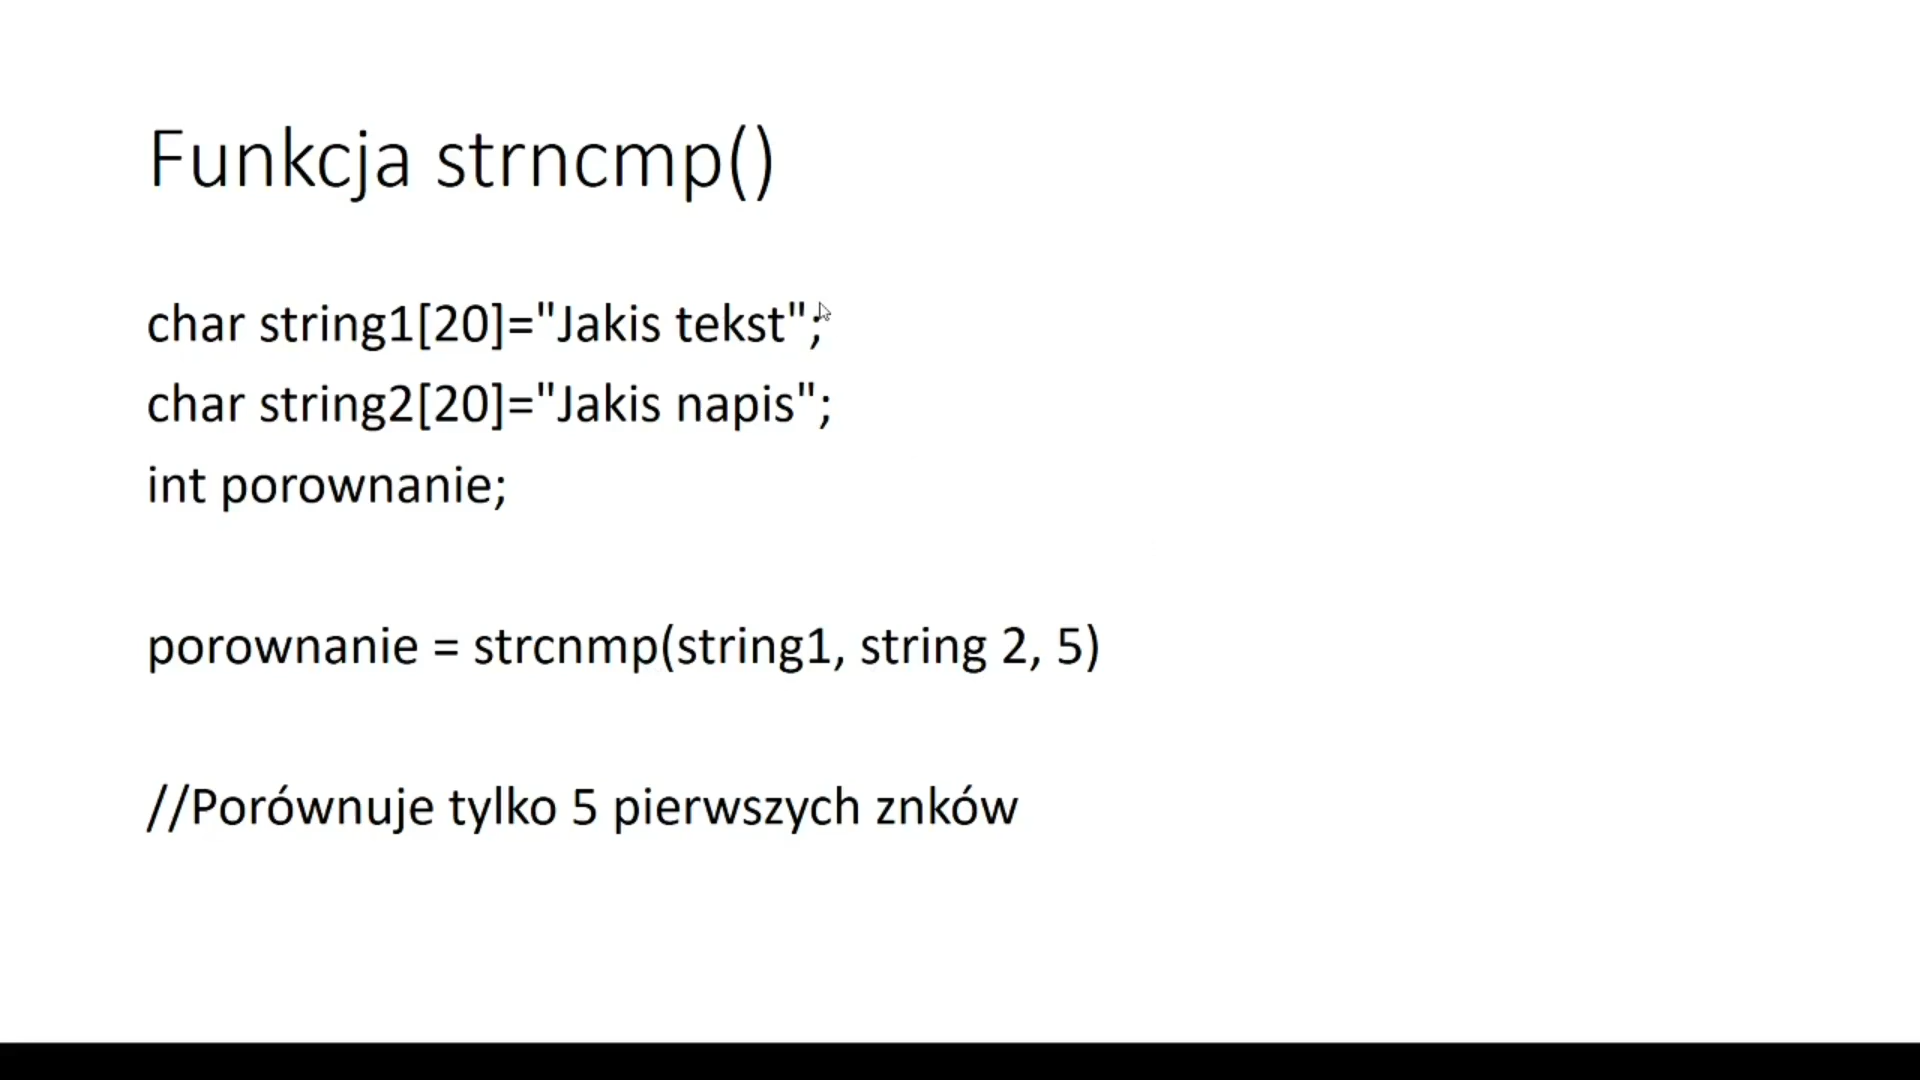 Funkcja strncmp()
char string1[20]="Jakis tekst";
char string2[20]="Jakis napis";
int porownanie;
porownanie = strcnmp(string1, string 2, 5)
//Porównuje tylko 5 pierwszych znków